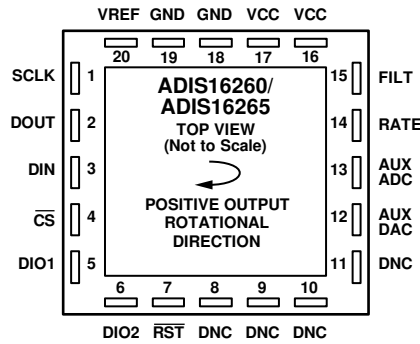 VREF GND GND VCC VCC
20 19 18 17 16
SCLK 1
DOUT 2
DIN 3
C̅S̅ 4
DIO1 5
ADIS16260/
ADIS16265
TOP VIEW
(Not to Scale)
POSITIVE OUTPUT
ROTATIONAL
DIRECTION
15 FILT
14 RATE
13 AUX
ADC
12 AUX
DAC
11 DNC
6 7 8 9 10
DIO2 R̅S̅T̅ DNC DNC DNC